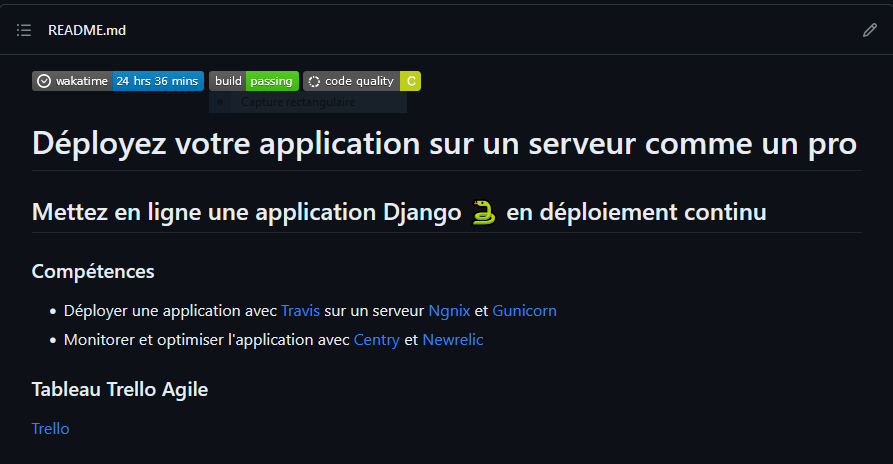 README.md
wakatime 24 hrs 36 mins build passing code quality C
Capture rectangulaire
Déployez votre application sur un serveur comme un pro
Mettez en ligne une application Django 🐍 en déploiement continu
Compétences
• Déployer une application avec Travis sur un serveur Ngnix et Gunicorn
• Monitorer et optimiser l'application avec Centry et Newrelic
Tableau Trello Agile
Trello